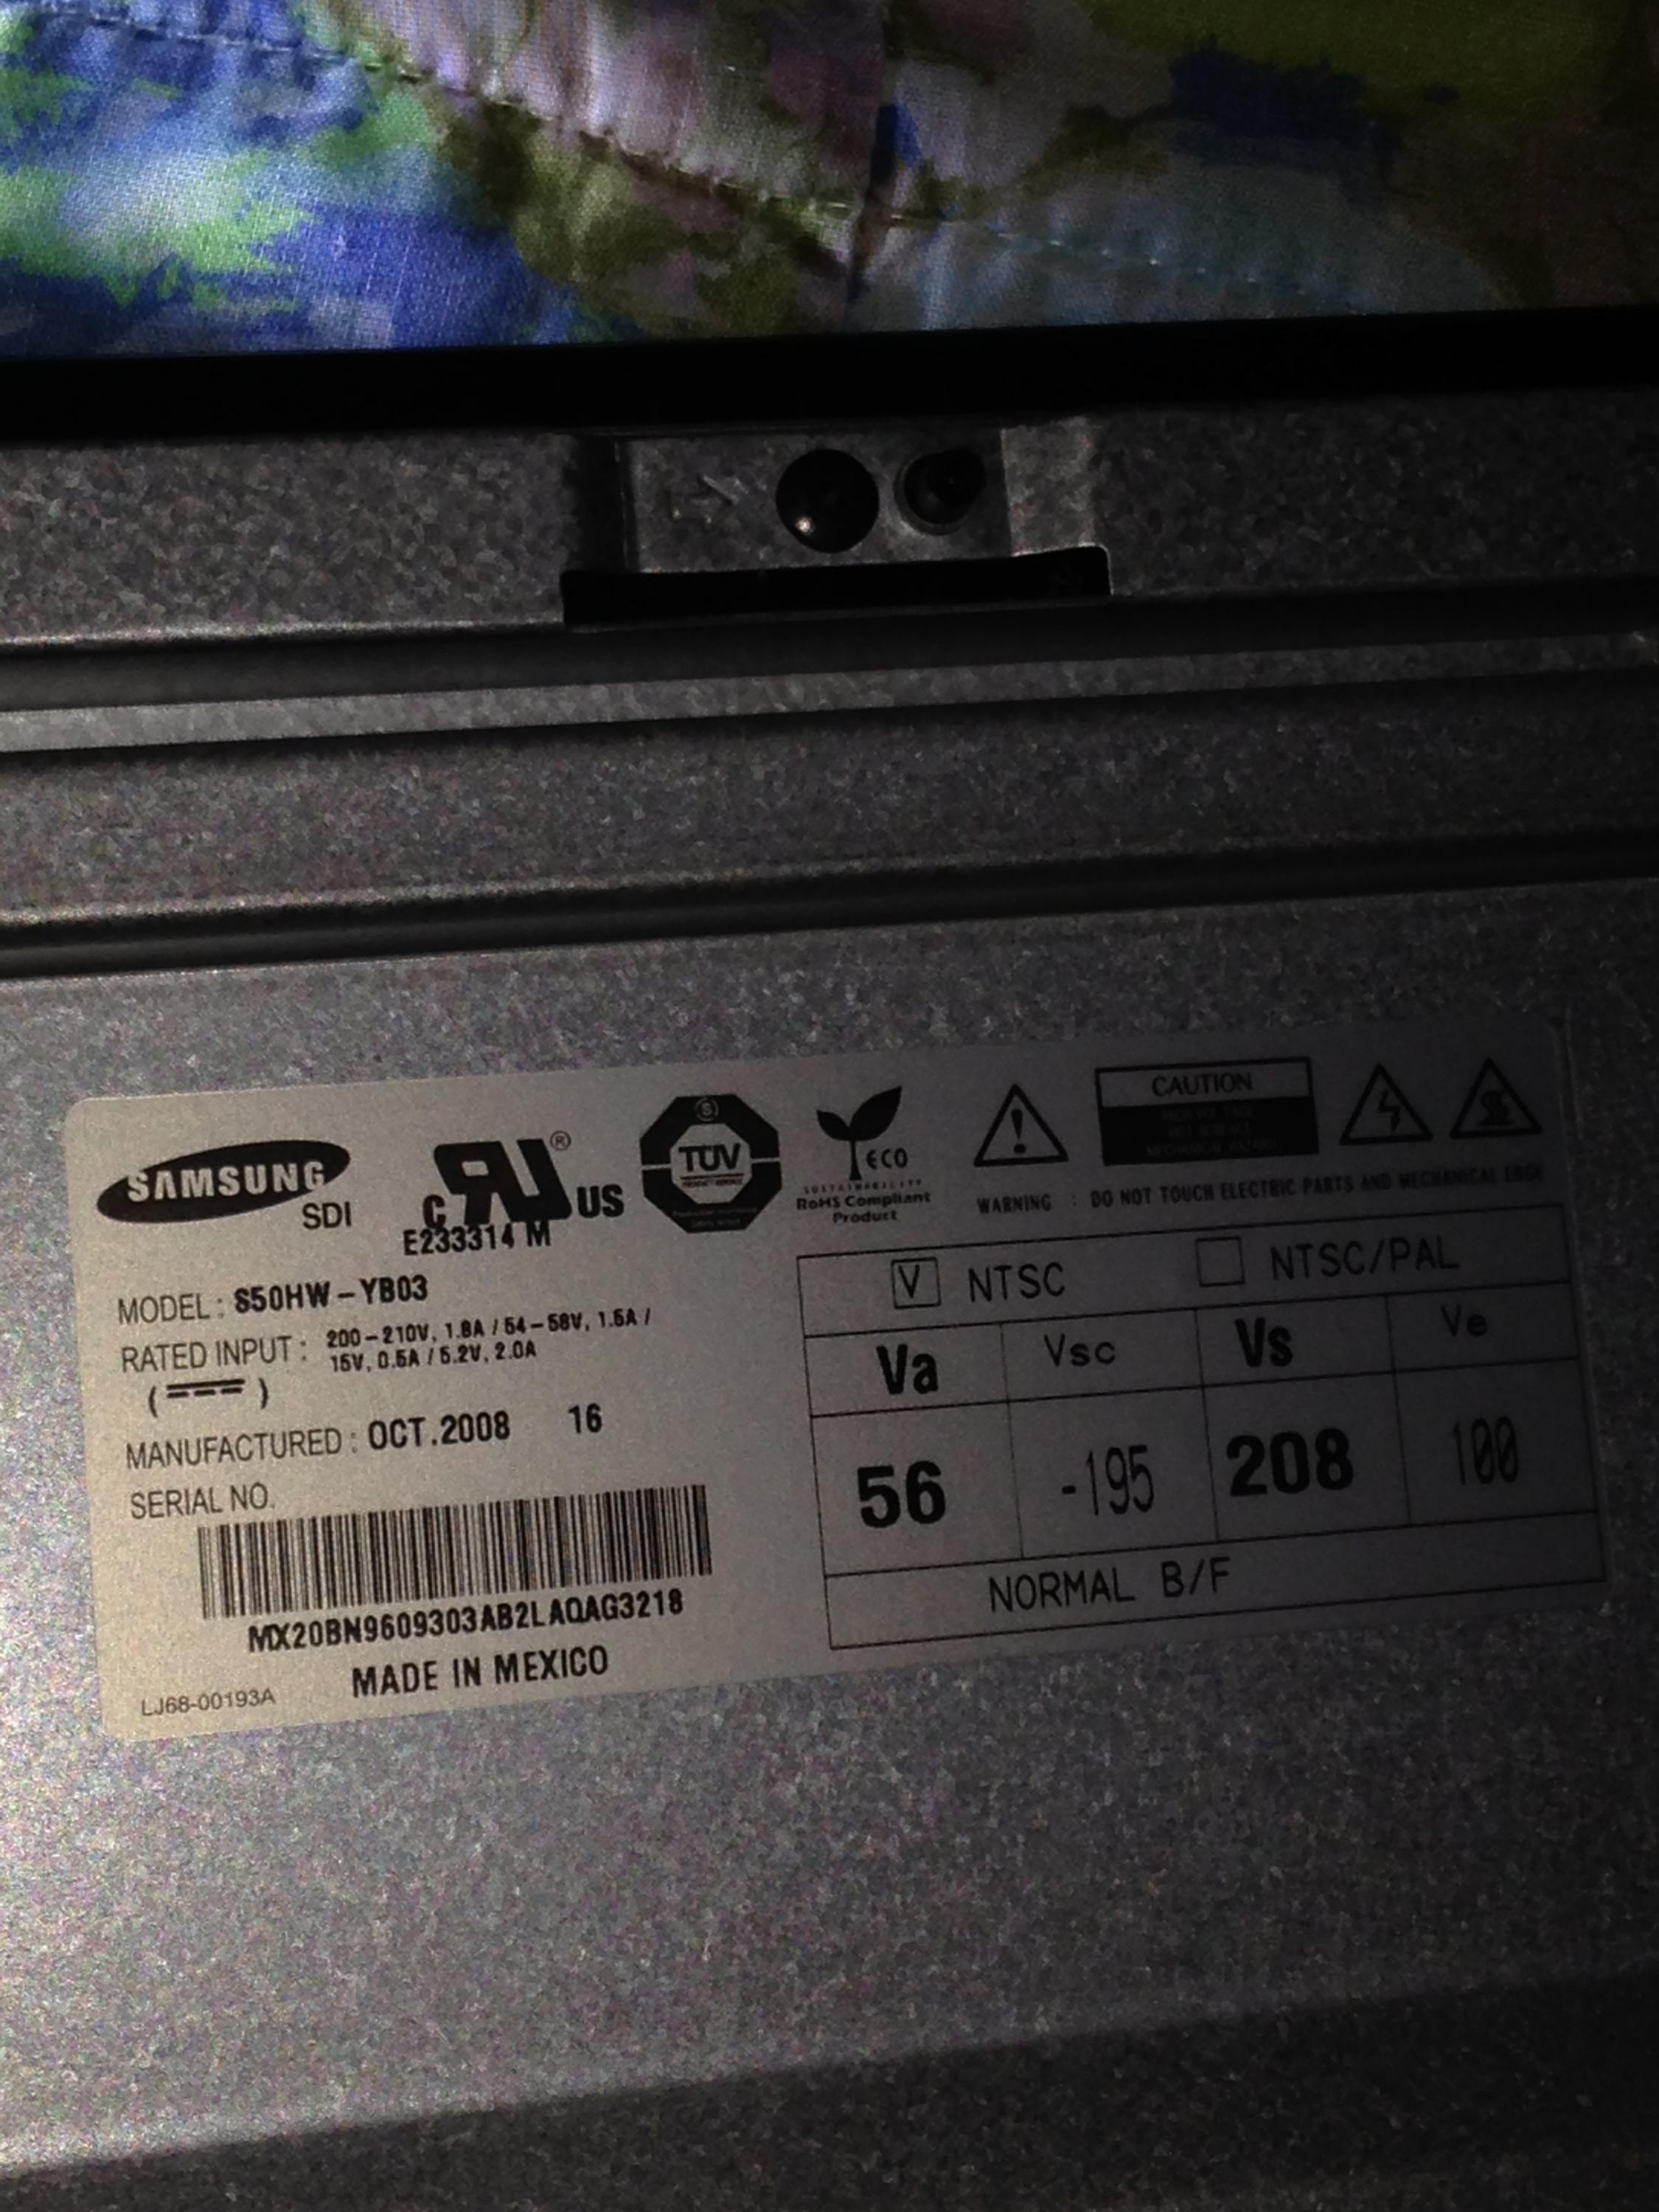 SAMSUNG
SDI
C RU ® US
E233314 M
S
TÜV
ECO
SUSTAINABILITY
RoHS Compliant
Product
CAUTION
WARNING : DO NOT TOUCH ELECTRIC PARTS AND MECHANICAL EDGE
MODEL : S50HW-YB03
RATED INPUT : 200-210V, 1.8A / 54-58V, 1.5A /
15V, 0.5A / 5.2V, 2.0A
MANUFACTURED : OCT.2008 16
SERIAL NO.
MX20BN9609303AB2LAQAG3218
MADE IN MEXICO
LJ68-00193A
V NTSC NTSC/PAL
Va Vsc Vs Ve
56 -195 208 100
NORMAL B/F